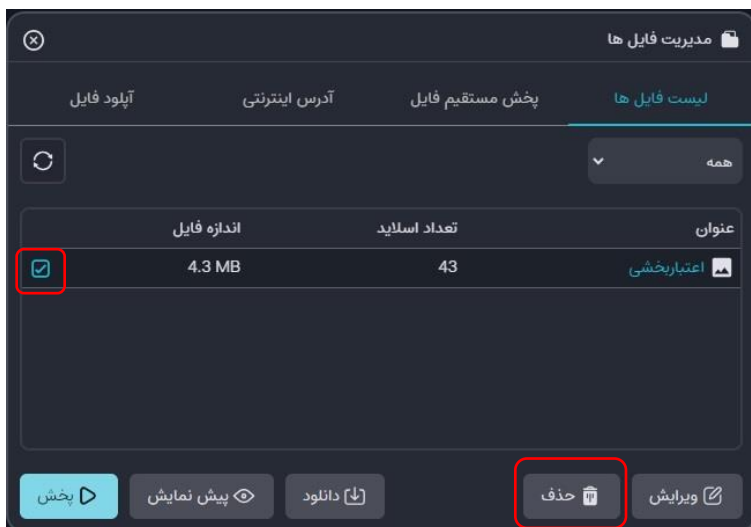 مدیریت فایل ها
لیست فایل ها پخش مستقیم فایل آدرس اینترنتی آپلود فایل
همه
عنوان تعداد اسلاید اندازه فایل
اعتباربخشی 43 4.3 MB
ویرایش حذف دانلود پیش نمایش پخش